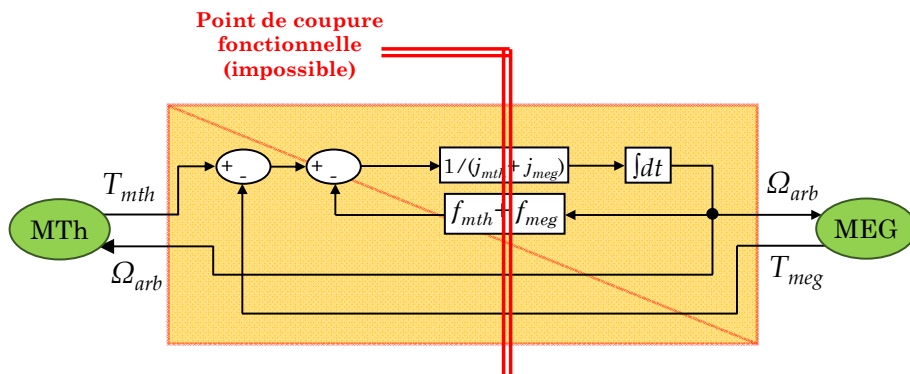 Point de coupure
fonctionnelle
(impossible)
+
-
+
-
1/(j_mth + j_meg)
∫dt
T_mth
f_mth + f_meg
Ω_arb
MTh
MEG
Ω_arb
T_meg